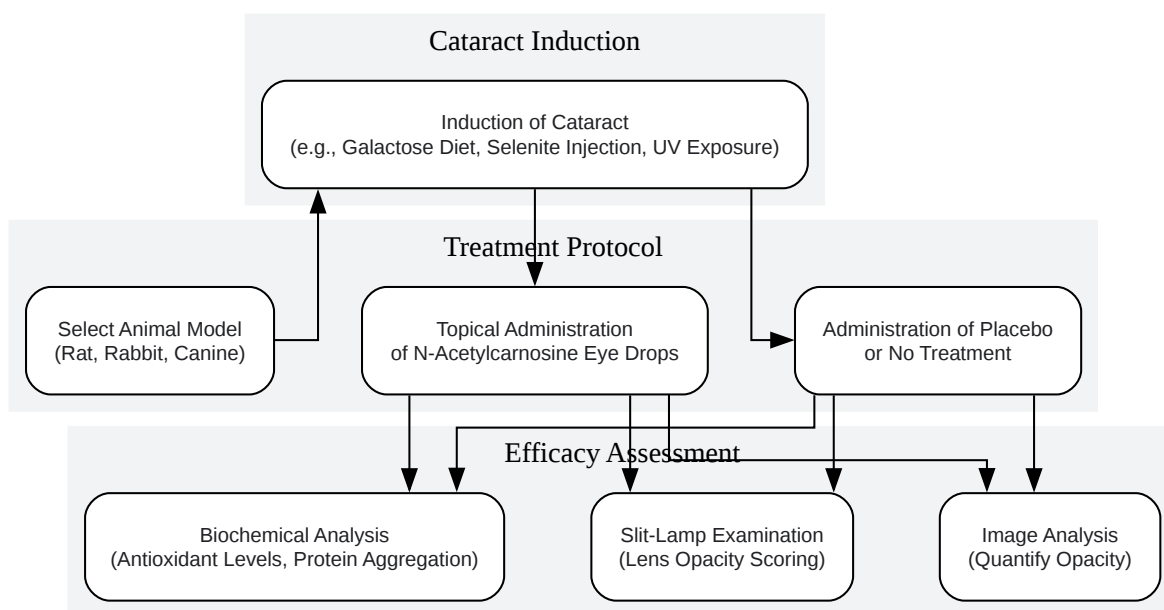 Cataract Induction
Induction of Cataract
(e.g., Galactose Diet, Selenite Injection, UV Exposure)
Treatment Protocol
Select Animal Model
(Rat, Rabbit, Canine)
Topical Administration
of N-Acetylcarnosine Eye Drops
Administration of Placebo
or No Treatment
Efficacy Assessment
Biochemical Analysis
(Antioxidant Levels, Protein Aggregation)
Slit-Lamp Examination
(Lens Opacity Scoring)
Image Analysis
(Quantify Opacity)